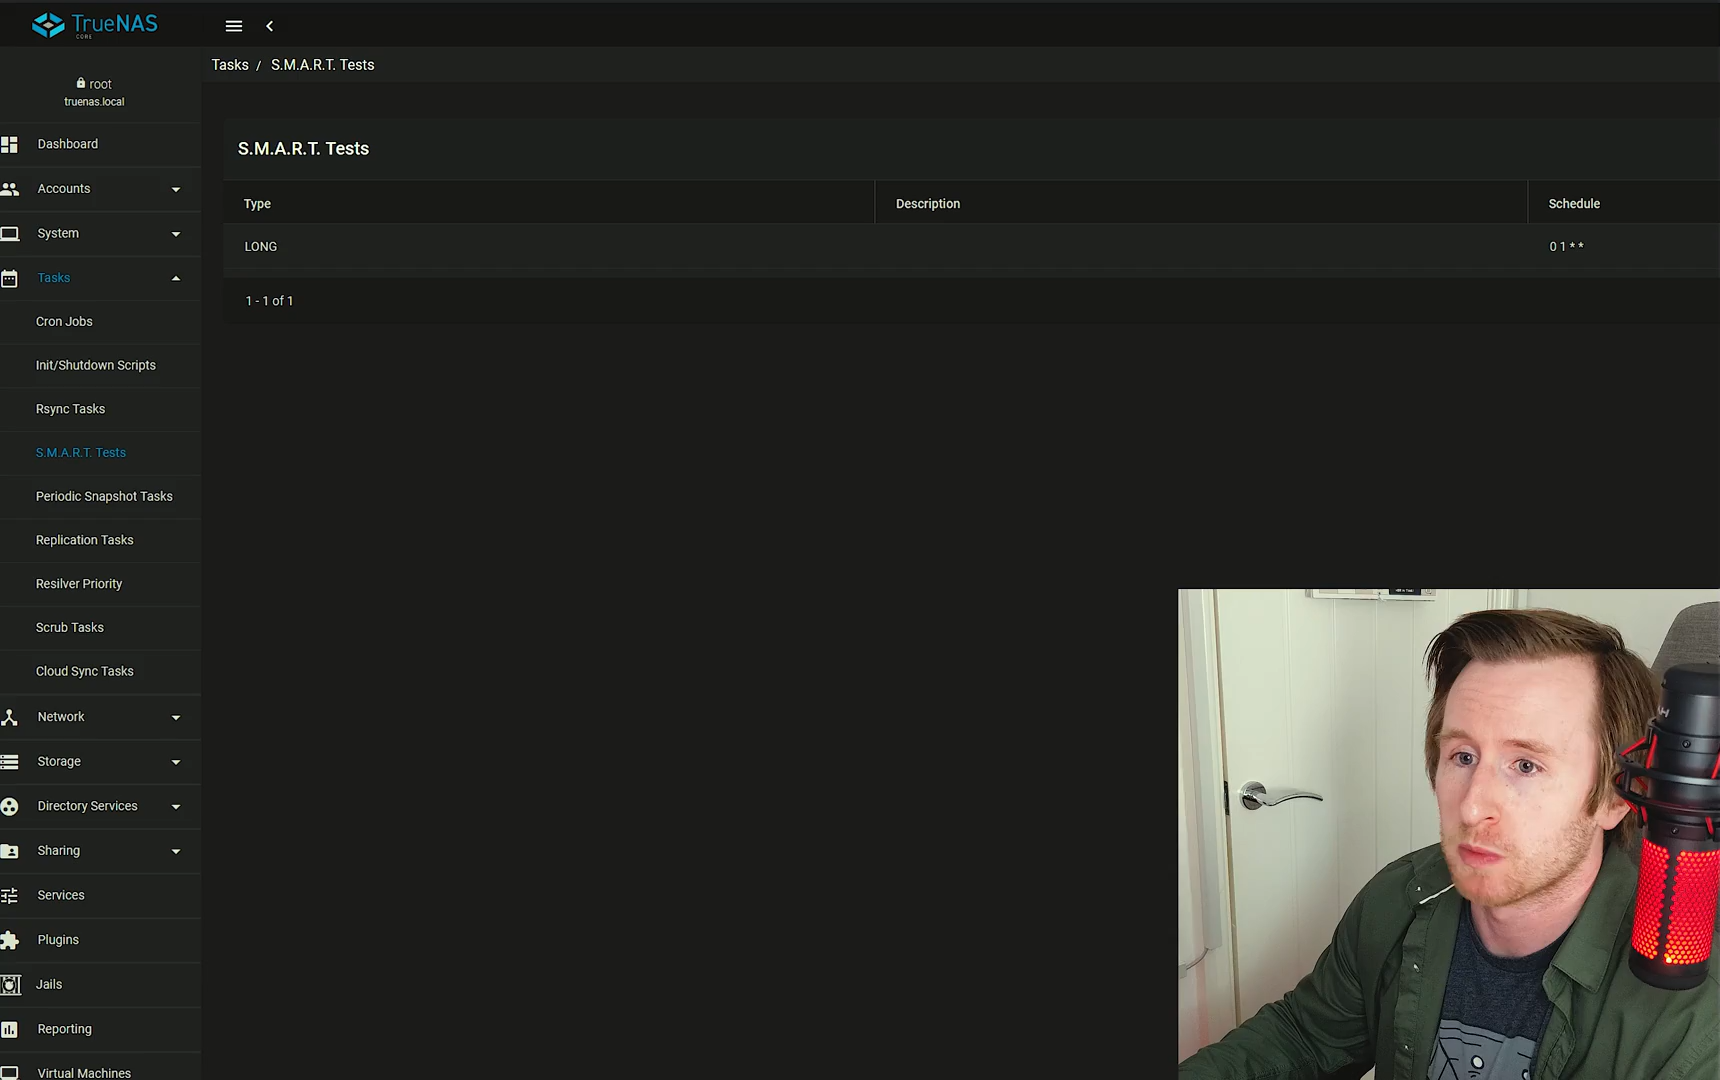 TrueNAS
CORE
Tasks / S.M.A.R.T. Tests
root
truenas.local
Dashboard
Accounts
System
Tasks
Cron Jobs
Init/Shutdown Scripts
Rsync Tasks
S.M.A.R.T. Tests
Periodic Snapshot Tasks
Replication Tasks
Resilver Priority
Scrub Tasks
Cloud Sync Tasks
Network
Storage
Directory Services
Sharing
Services
Plugins
Jails
Reporting
Virtual Machines
S.M.A.R.T. Tests
Type Description Schedule
LONG 0 1 * *
1 - 1 of 1